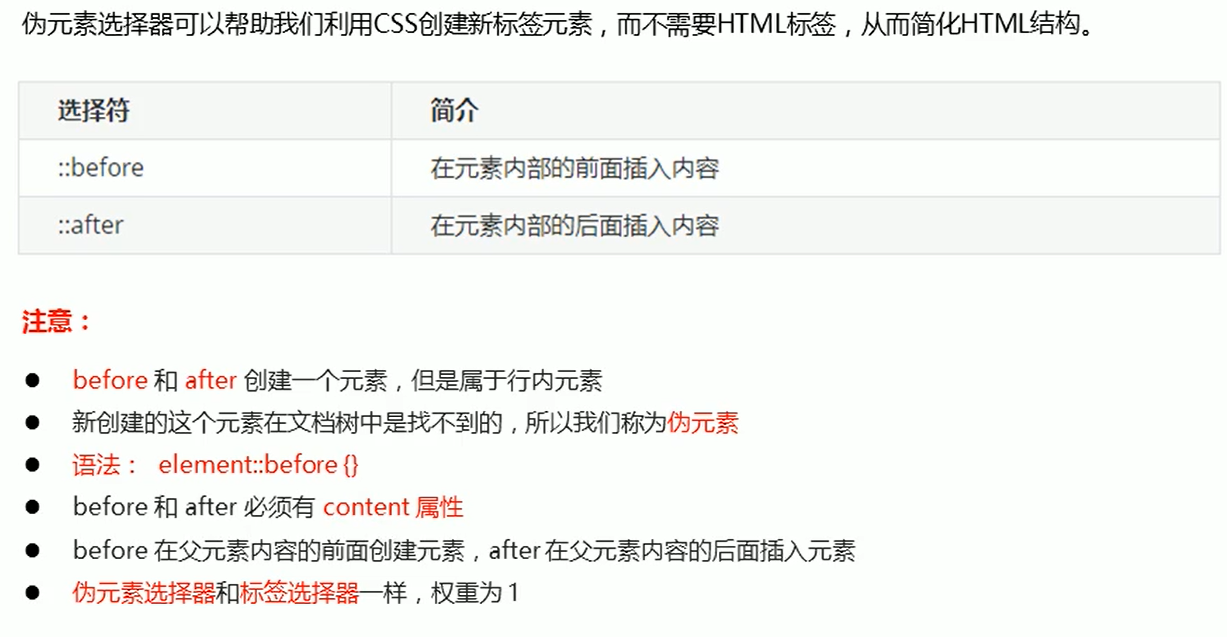 伪元素选择器可以帮助我们利用CSS创建新标签元素，而不需要HTML标签，从而简化HTML结构。
选择符 简介
::before 在元素内部的前面插入内容
::after 在元素内部的后面插入内容
注意：
● before 和 after 创建一个元素，但是属于行内元素
● 新创建的这个元素在文档树中是找不到的，所以我们称为伪元素
● 语法： element::before {}
● before 和 after 必须有 content 属性
● before 在父元素内容的前面创建元素，after 在父元素内容的后面插入元素
● 伪元素选择器和标签选择器一样，权重为 1